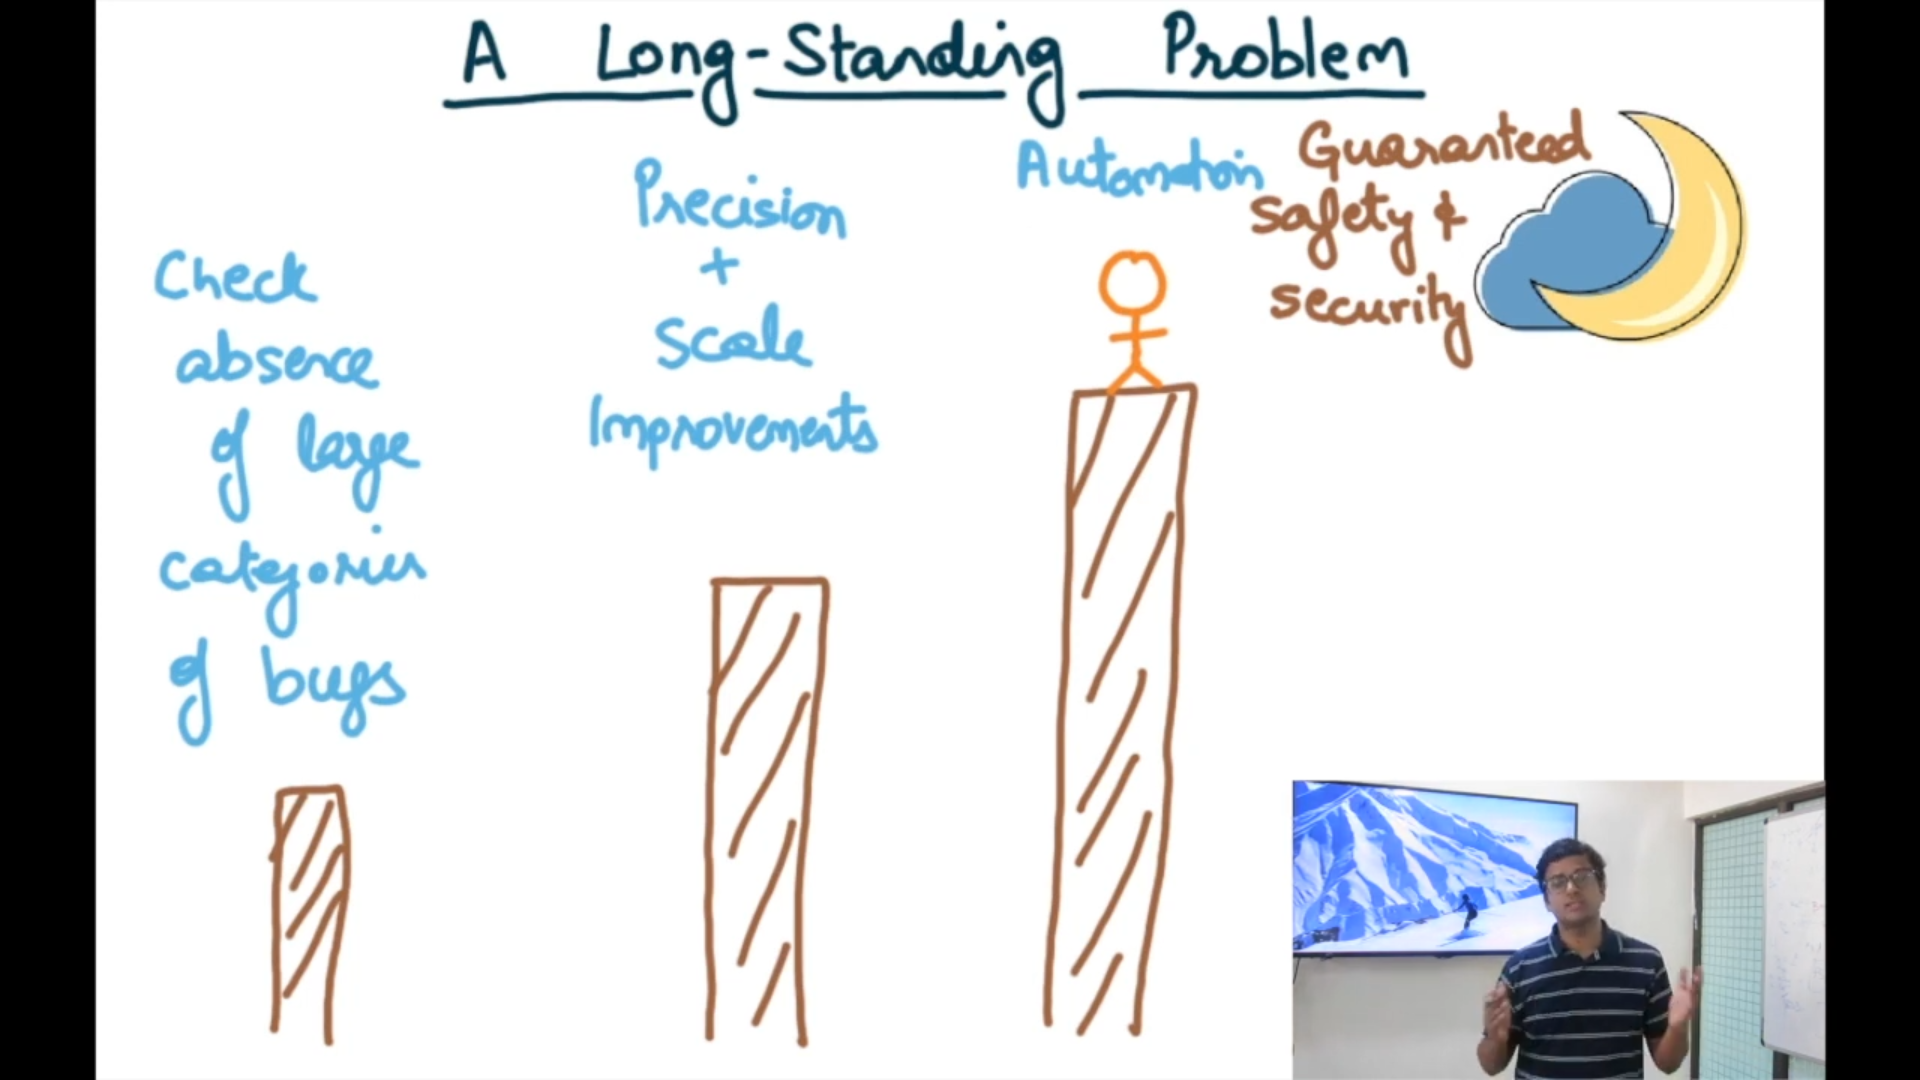 A Long-Standing Problem
Check
absence
of large
categories
of bugs
Precision
+
Scale
Improvements
Automation
Guaranteed
safety &
security